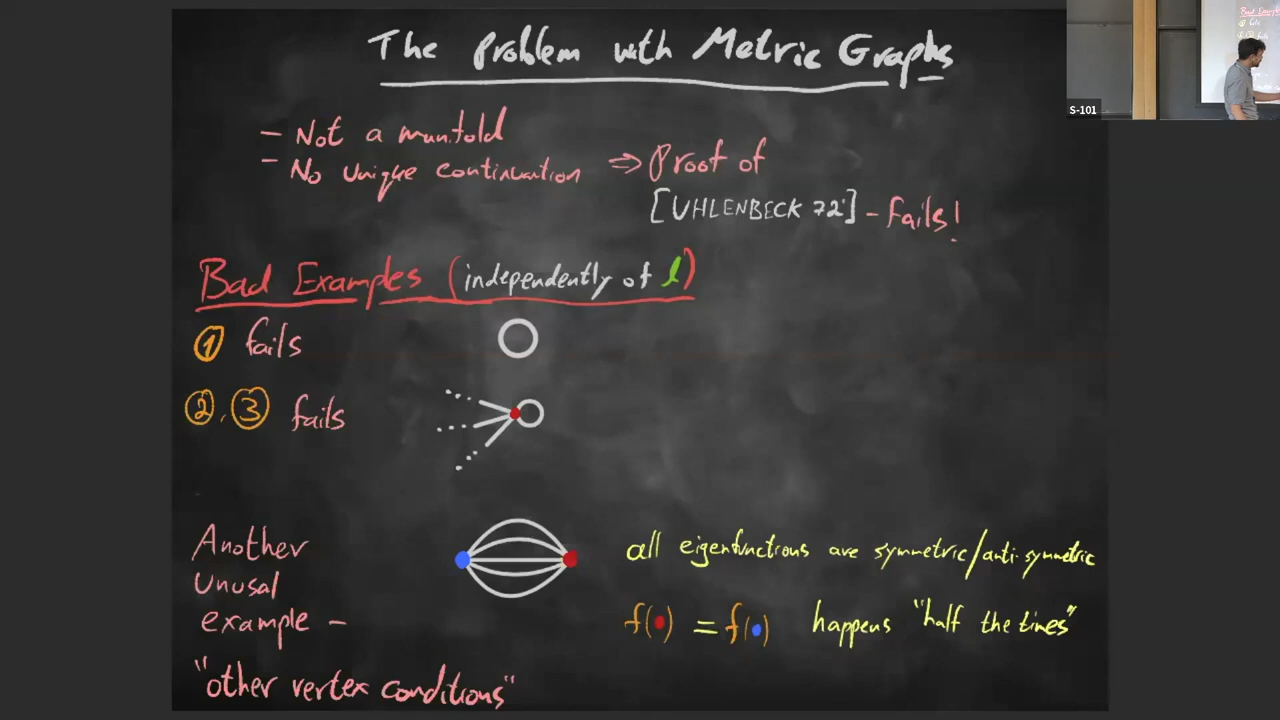 The Problem with Metric Graphs
- Not a manifold
- No unique continuation => Proof of
[UHLENBECK 72'] - Fails!
Bad Examples (independently of l)
① fails
②, ③ fails
Another
Unusal
example -
all eigenfunctions are symmetric/anti-symmetric
f(•) = f(•) happens "half the times"
"other vertex conditions"
S-101
Bad Examples